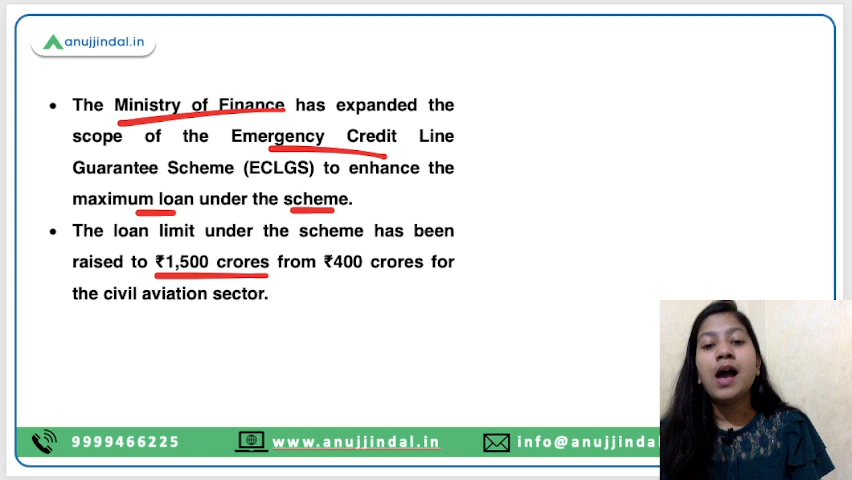 anujjindal.in
• The Ministry of Finance has expanded the
scope of the Emergency Credit Line
Guarantee Scheme (ECLGS) to enhance the
maximum loan under the scheme.
• The loan limit under the scheme has been
raised to ₹1,500 crores from ₹400 crores for
the civil aviation sector.
9999466225 www.anujjindal.in info@anujjindal